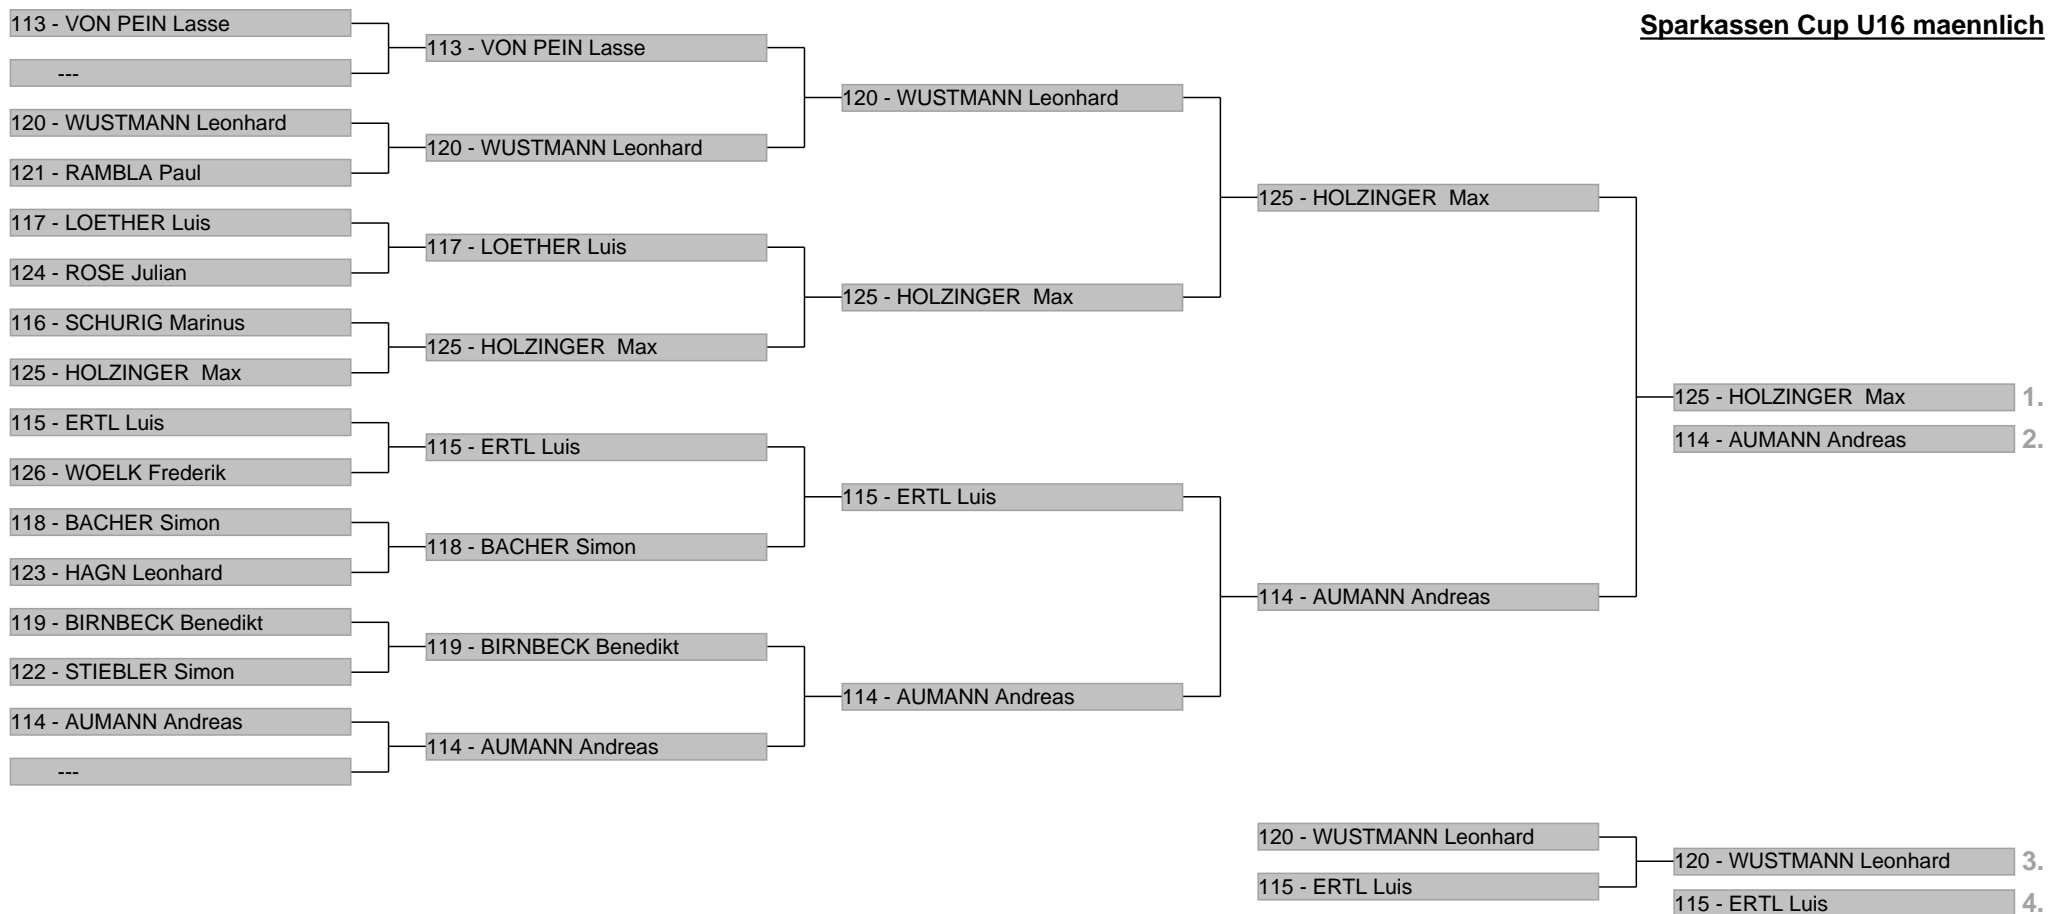 Sparkassen Cup U16 maennlich
113 - VON PEIN Lasse
---
120 - WUSTMANN Leonhard
121 - RAMBLA Paul
117 - LOETHER Luis
124 - ROSE Julian
116 - SCHURIG Marinus
125 - HOLZINGER  Max
115 - ERTL Luis
126 - WOELK Frederik
118 - BACHER Simon
123 - HAGN Leonhard
119 - BIRNBECK Benedikt
122 - STIEBLER Simon
114 - AUMANN Andreas
---
113 - VON PEIN Lasse
120 - WUSTMANN Leonhard
117 - LOETHER Luis
125 - HOLZINGER  Max
115 - ERTL Luis
118 - BACHER Simon
119 - BIRNBECK Benedikt
114 - AUMANN Andreas
120 - WUSTMANN Leonhard
125 - HOLZINGER  Max
115 - ERTL Luis
114 - AUMANN Andreas
125 - HOLZINGER  Max
114 - AUMANN Andreas
125 - HOLZINGER  Max 1.
114 - AUMANN Andreas 2.
120 - WUSTMANN Leonhard
115 - ERTL Luis
120 - WUSTMANN Leonhard 3.
115 - ERTL Luis 4.